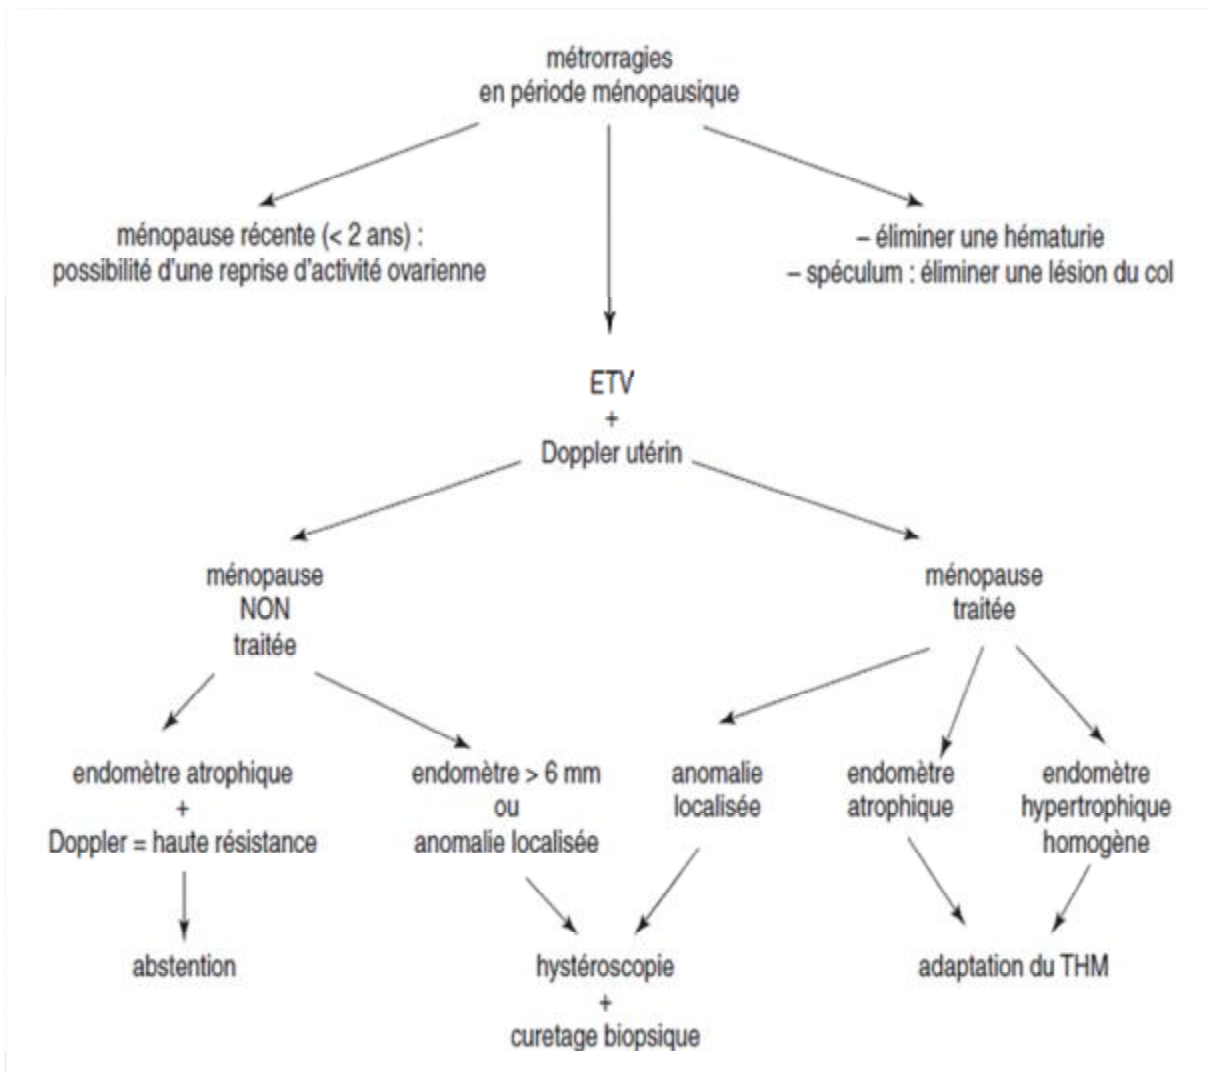 métrorragies
en période ménopausique
ménopause récente (< 2 ans) :
possibilité d'une reprise d'activité ovarienne
– éliminer une hématurie
– spéculum : éliminer une lésion du col
ETV
+
Doppler utérin
ménopause
NON
traitée
ménopause
traitée
endomètre atrophique
+
Doppler = haute résistance
endomètre > 6 mm
ou
anomalie localisée
anomalie
localisée
endomètre
atrophique
endomètre
hypertrophique
homogène
abstention
hystéroscopie
+
curetage biopsique
adaptation du THM